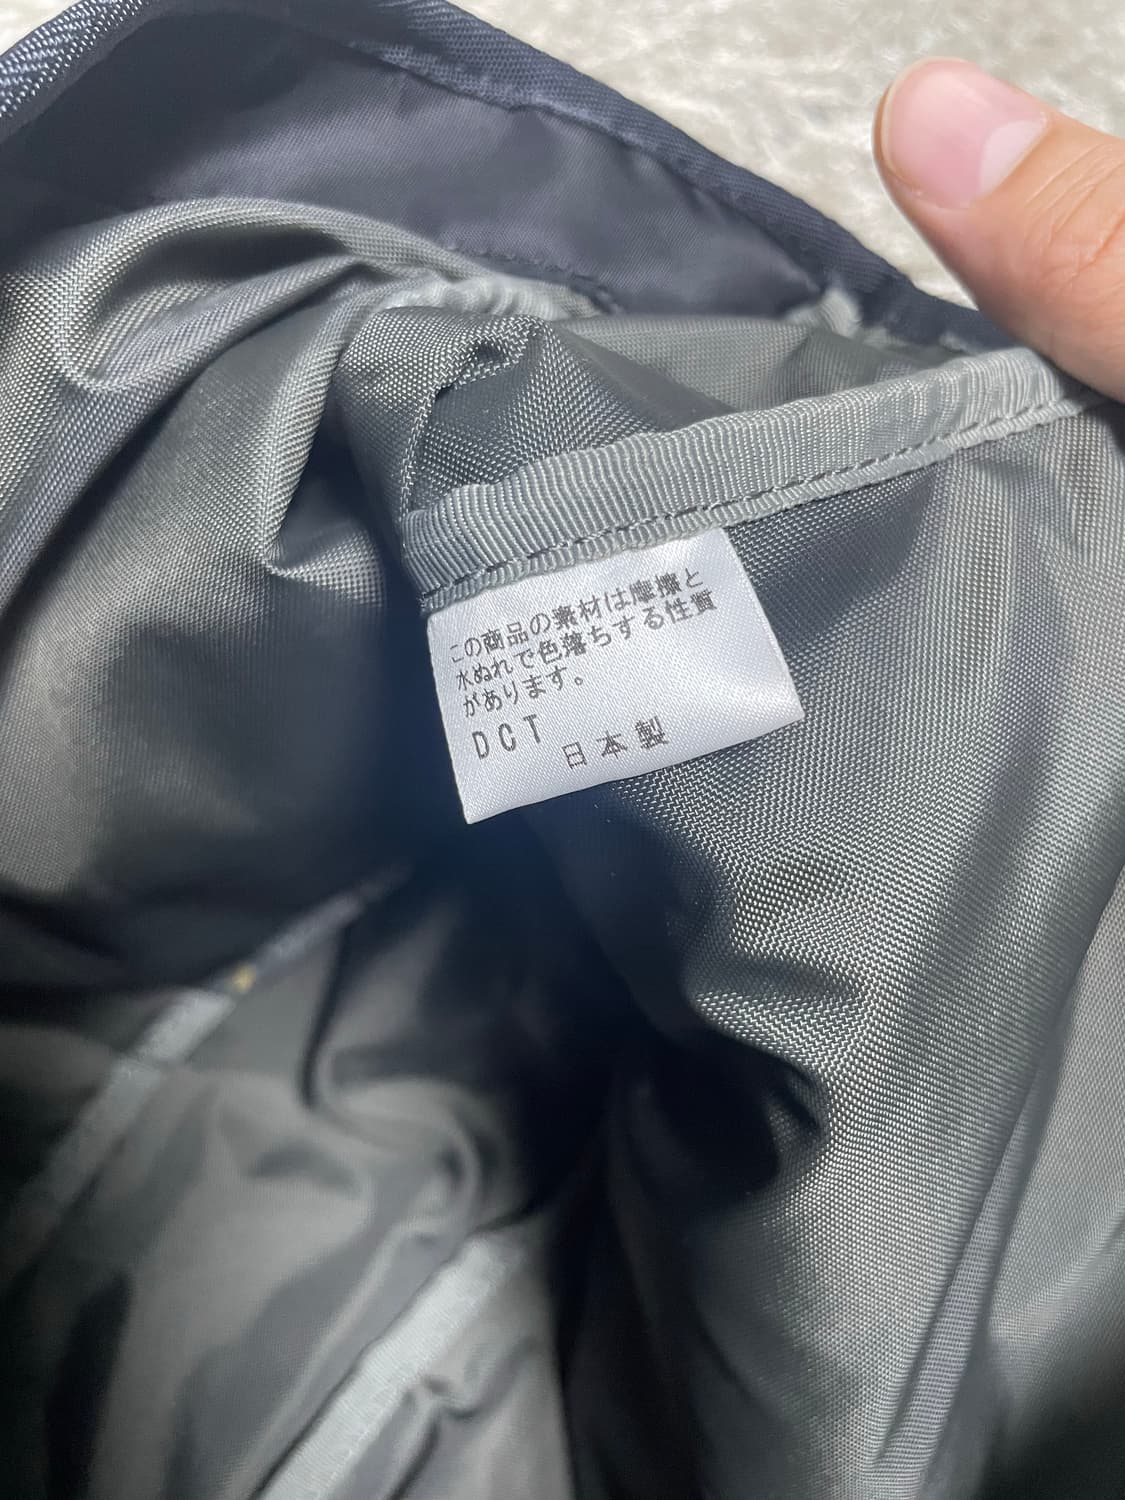 この商品の素材は摩擦と
水ぬれで色落ちする性質
があります。
DCT
日本製